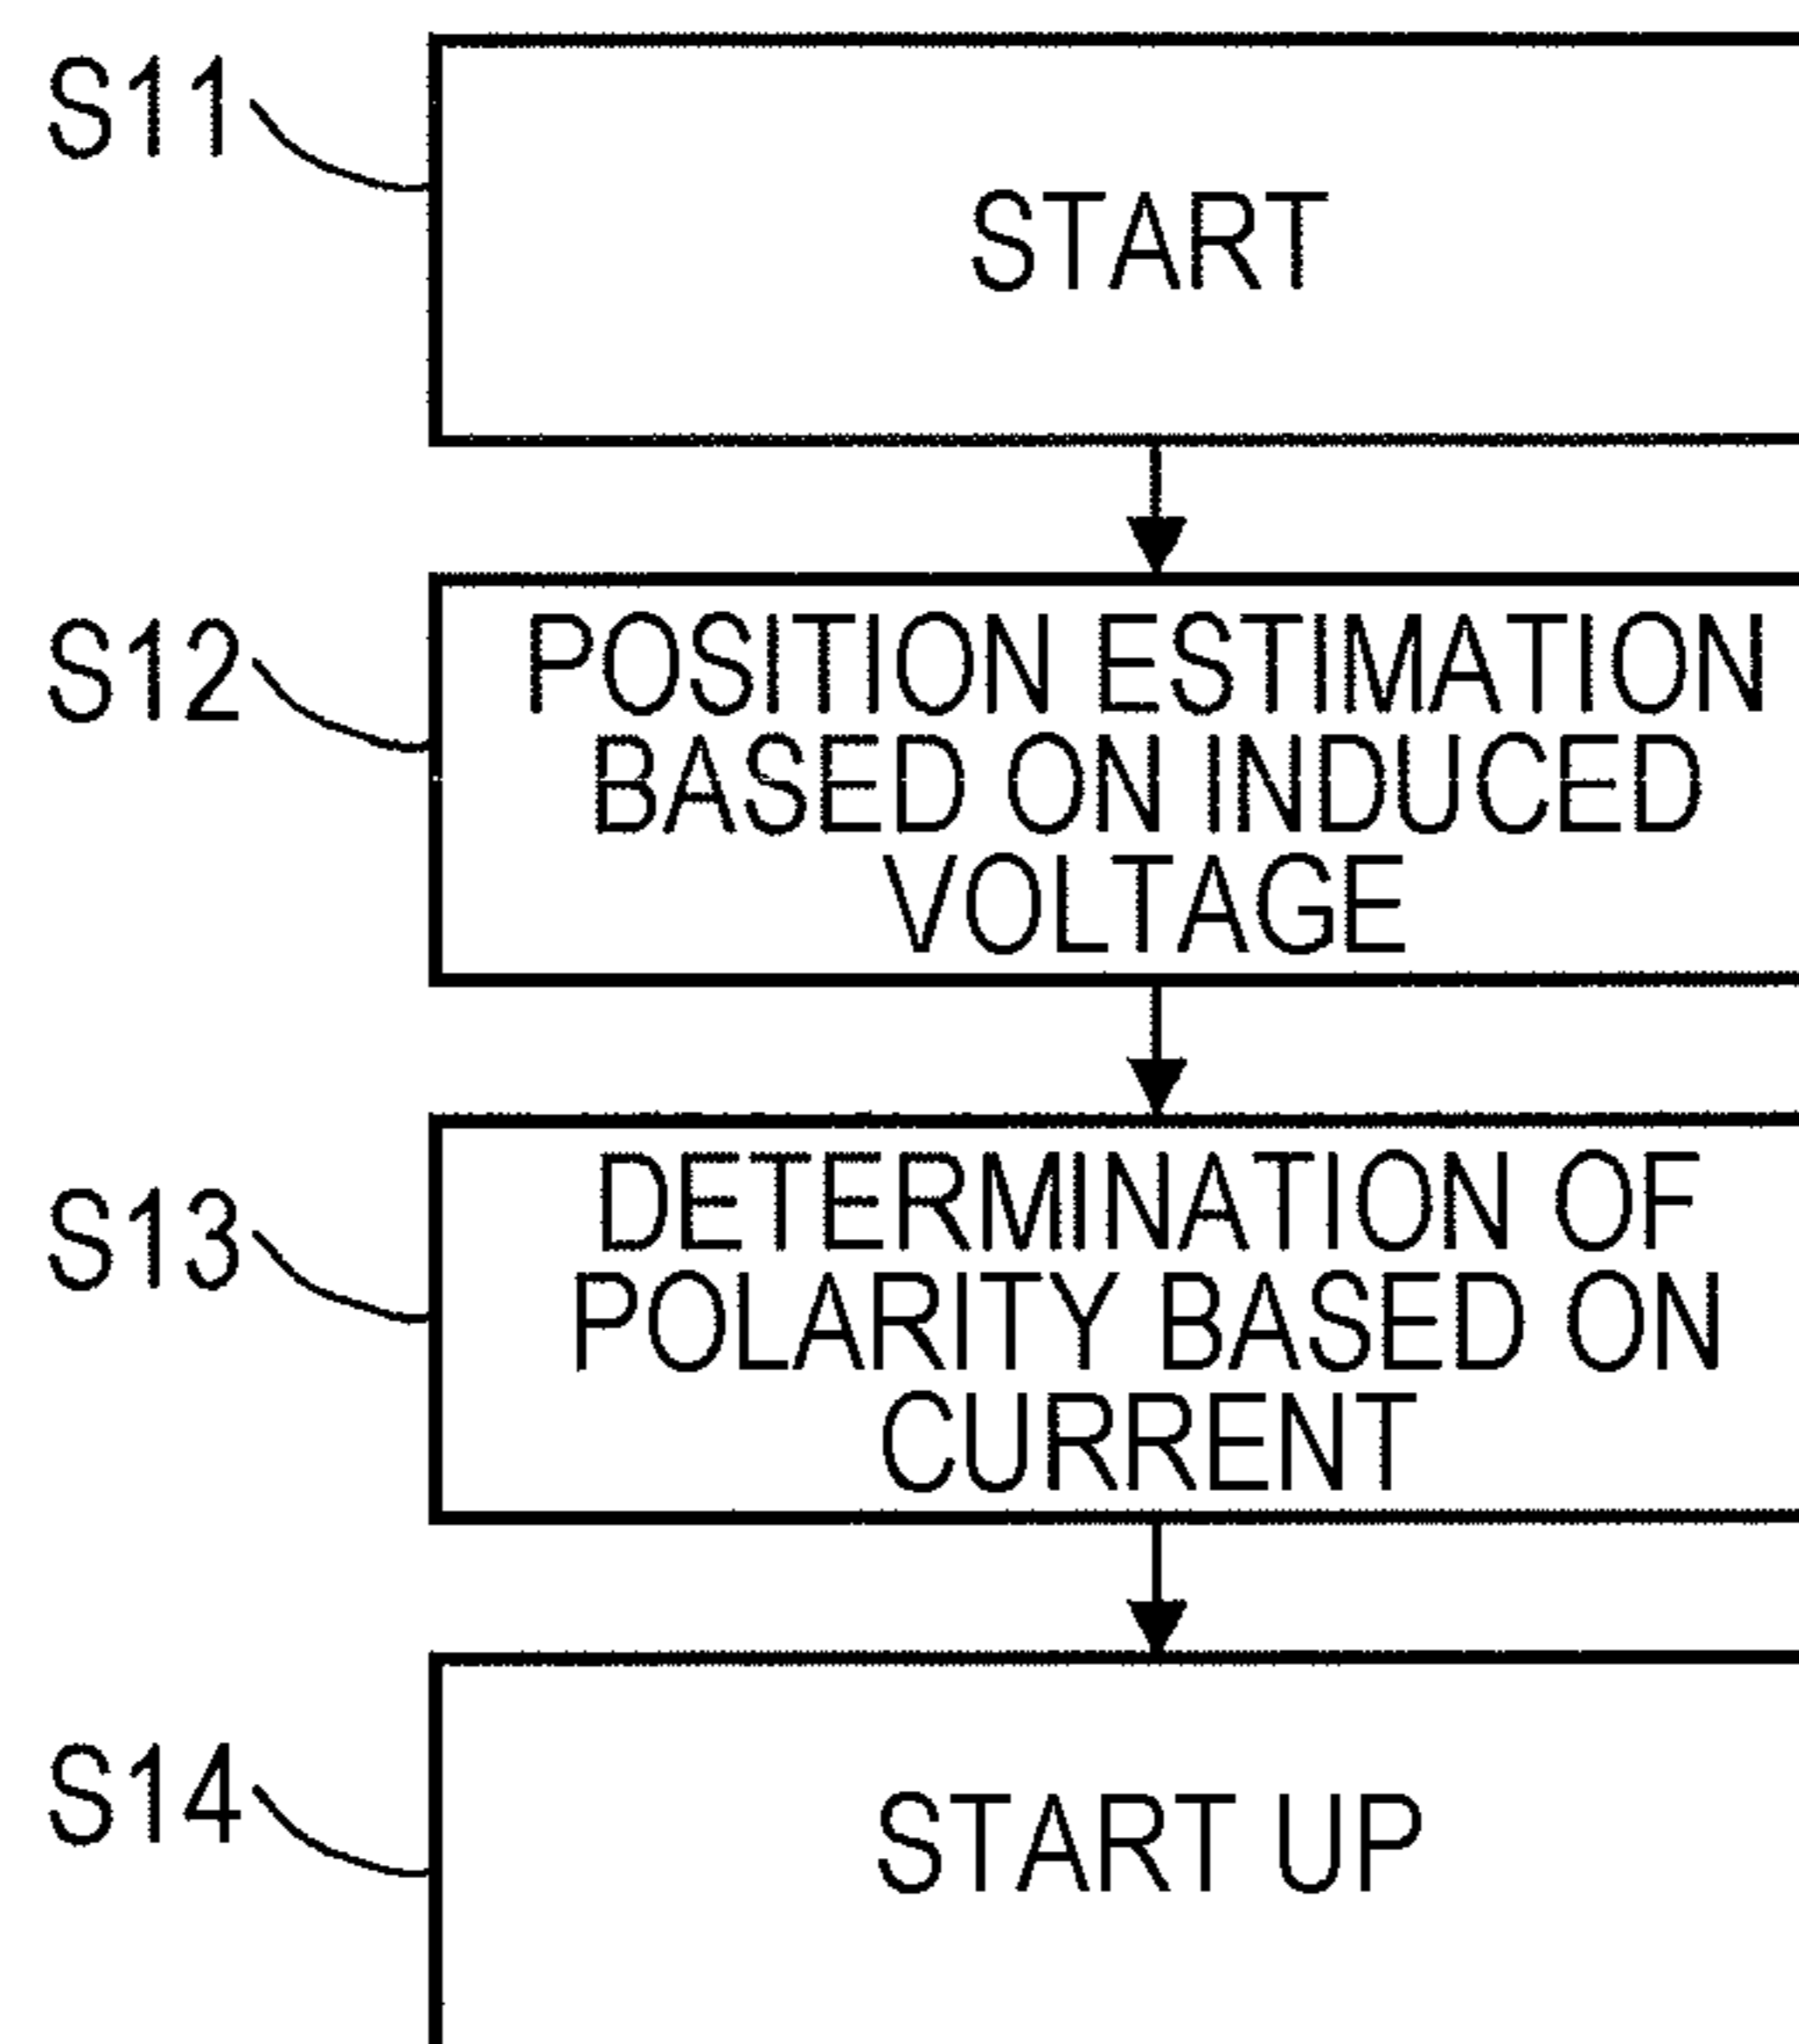 S11
START
S12
POSITION ESTIMATION
BASED ON INDUCED
VOLTAGE
S13
DETERMINATION OF
POLARITY BASED ON
CURRENT
S14
START UP